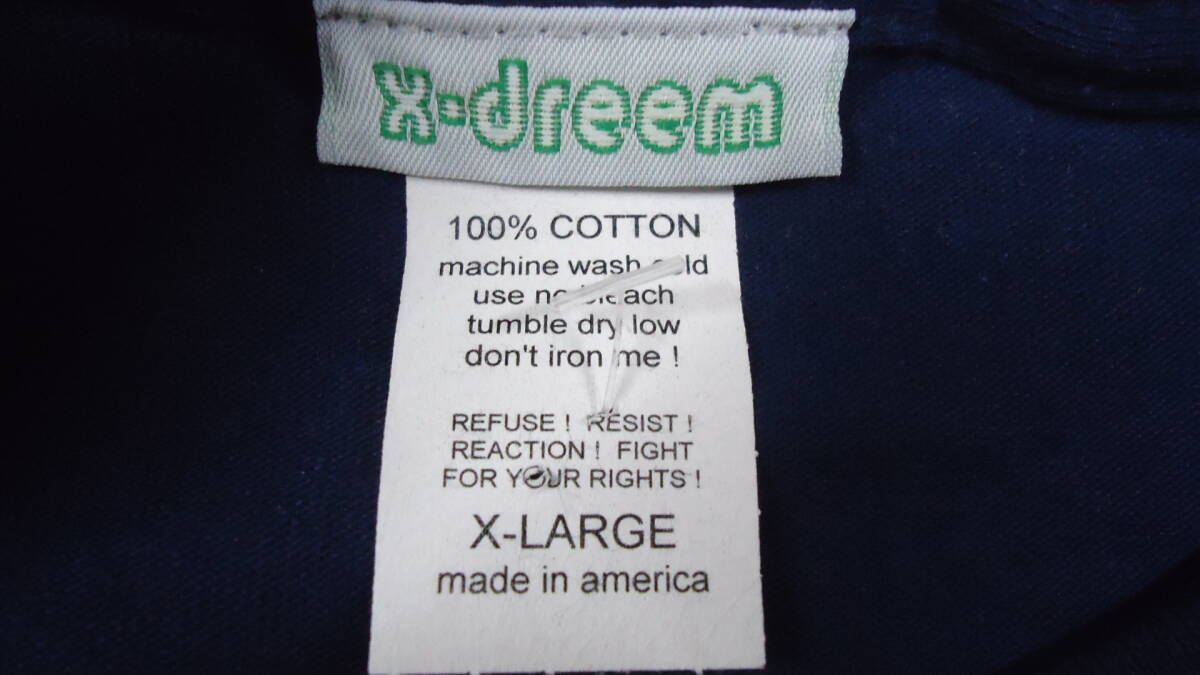 x-dreem
100% COTTON
machine wash cold
use no bleach
tumble dry low
don't iron me !
REFUSE ! RESIST !
REACTION ! FIGHT
FOR YOUR RIGHTS !
X-LARGE
made in america